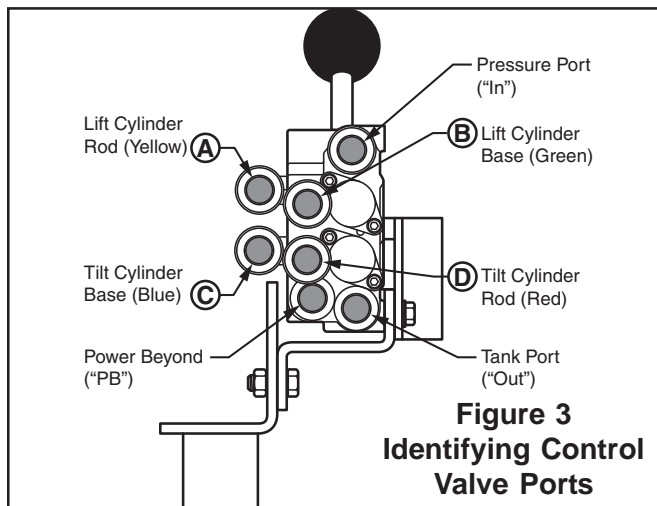 Pressure Port
("In")
Lift Cylinder
Rod (Yellow)
A
B
Lift Cylinder
Base (Green)
Tilt Cylinder
Base (Blue)
C
D
Tilt Cylinder
Rod (Red)
Power Beyond
("PB")
Tank Port
("Out")
Figure 3
Identifying Control
Valve Ports